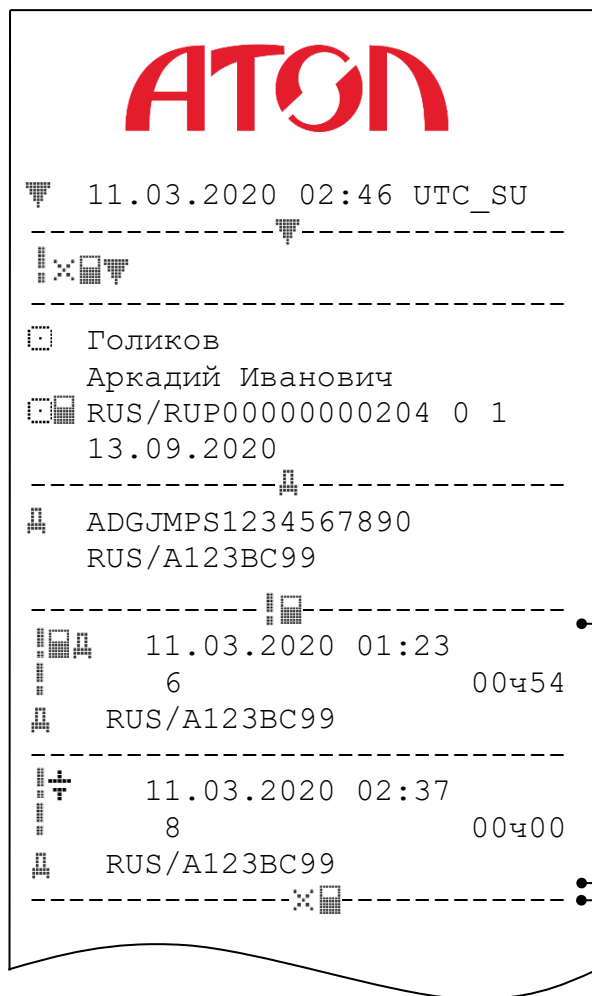 АТОЛ
11.03.2020 02:46 UTC_SU
Голиков
Аркадий Иванович
RUS/RUP00000000204 0 1
13.09.2020
ADGJMPS1234567890
RUS/A123BC99
11.03.2020 01:23
6 00ч54
RUS/A123BC99
11.03.2020 02:37
8 00ч00
RUS/A123BC99